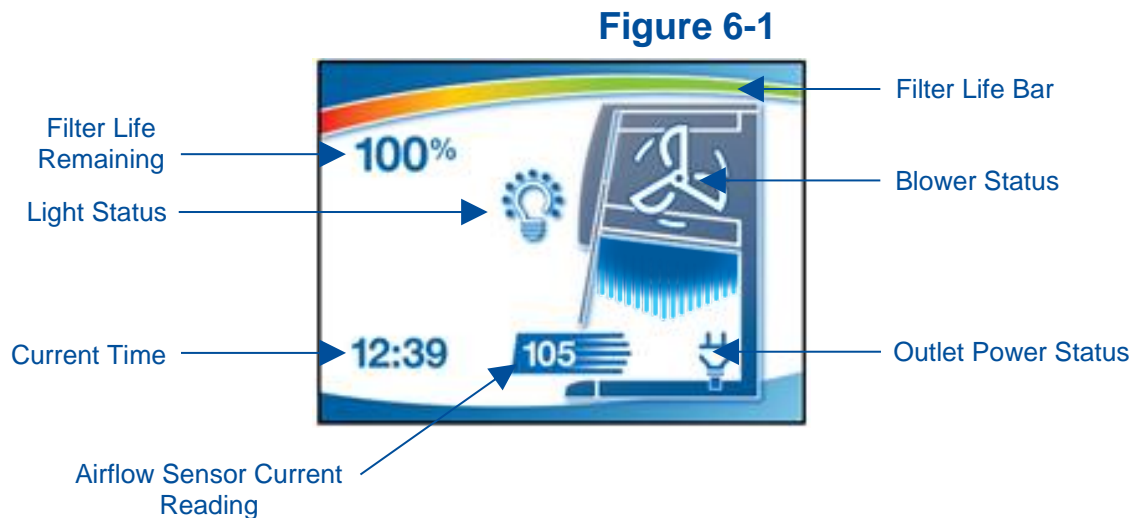 Figure 6-1
Filter Life Bar
Filter Life
Remaining
100%
Blower Status
Light Status
Current Time
12:39
105
Outlet Power Status
Airflow Sensor Current
Reading